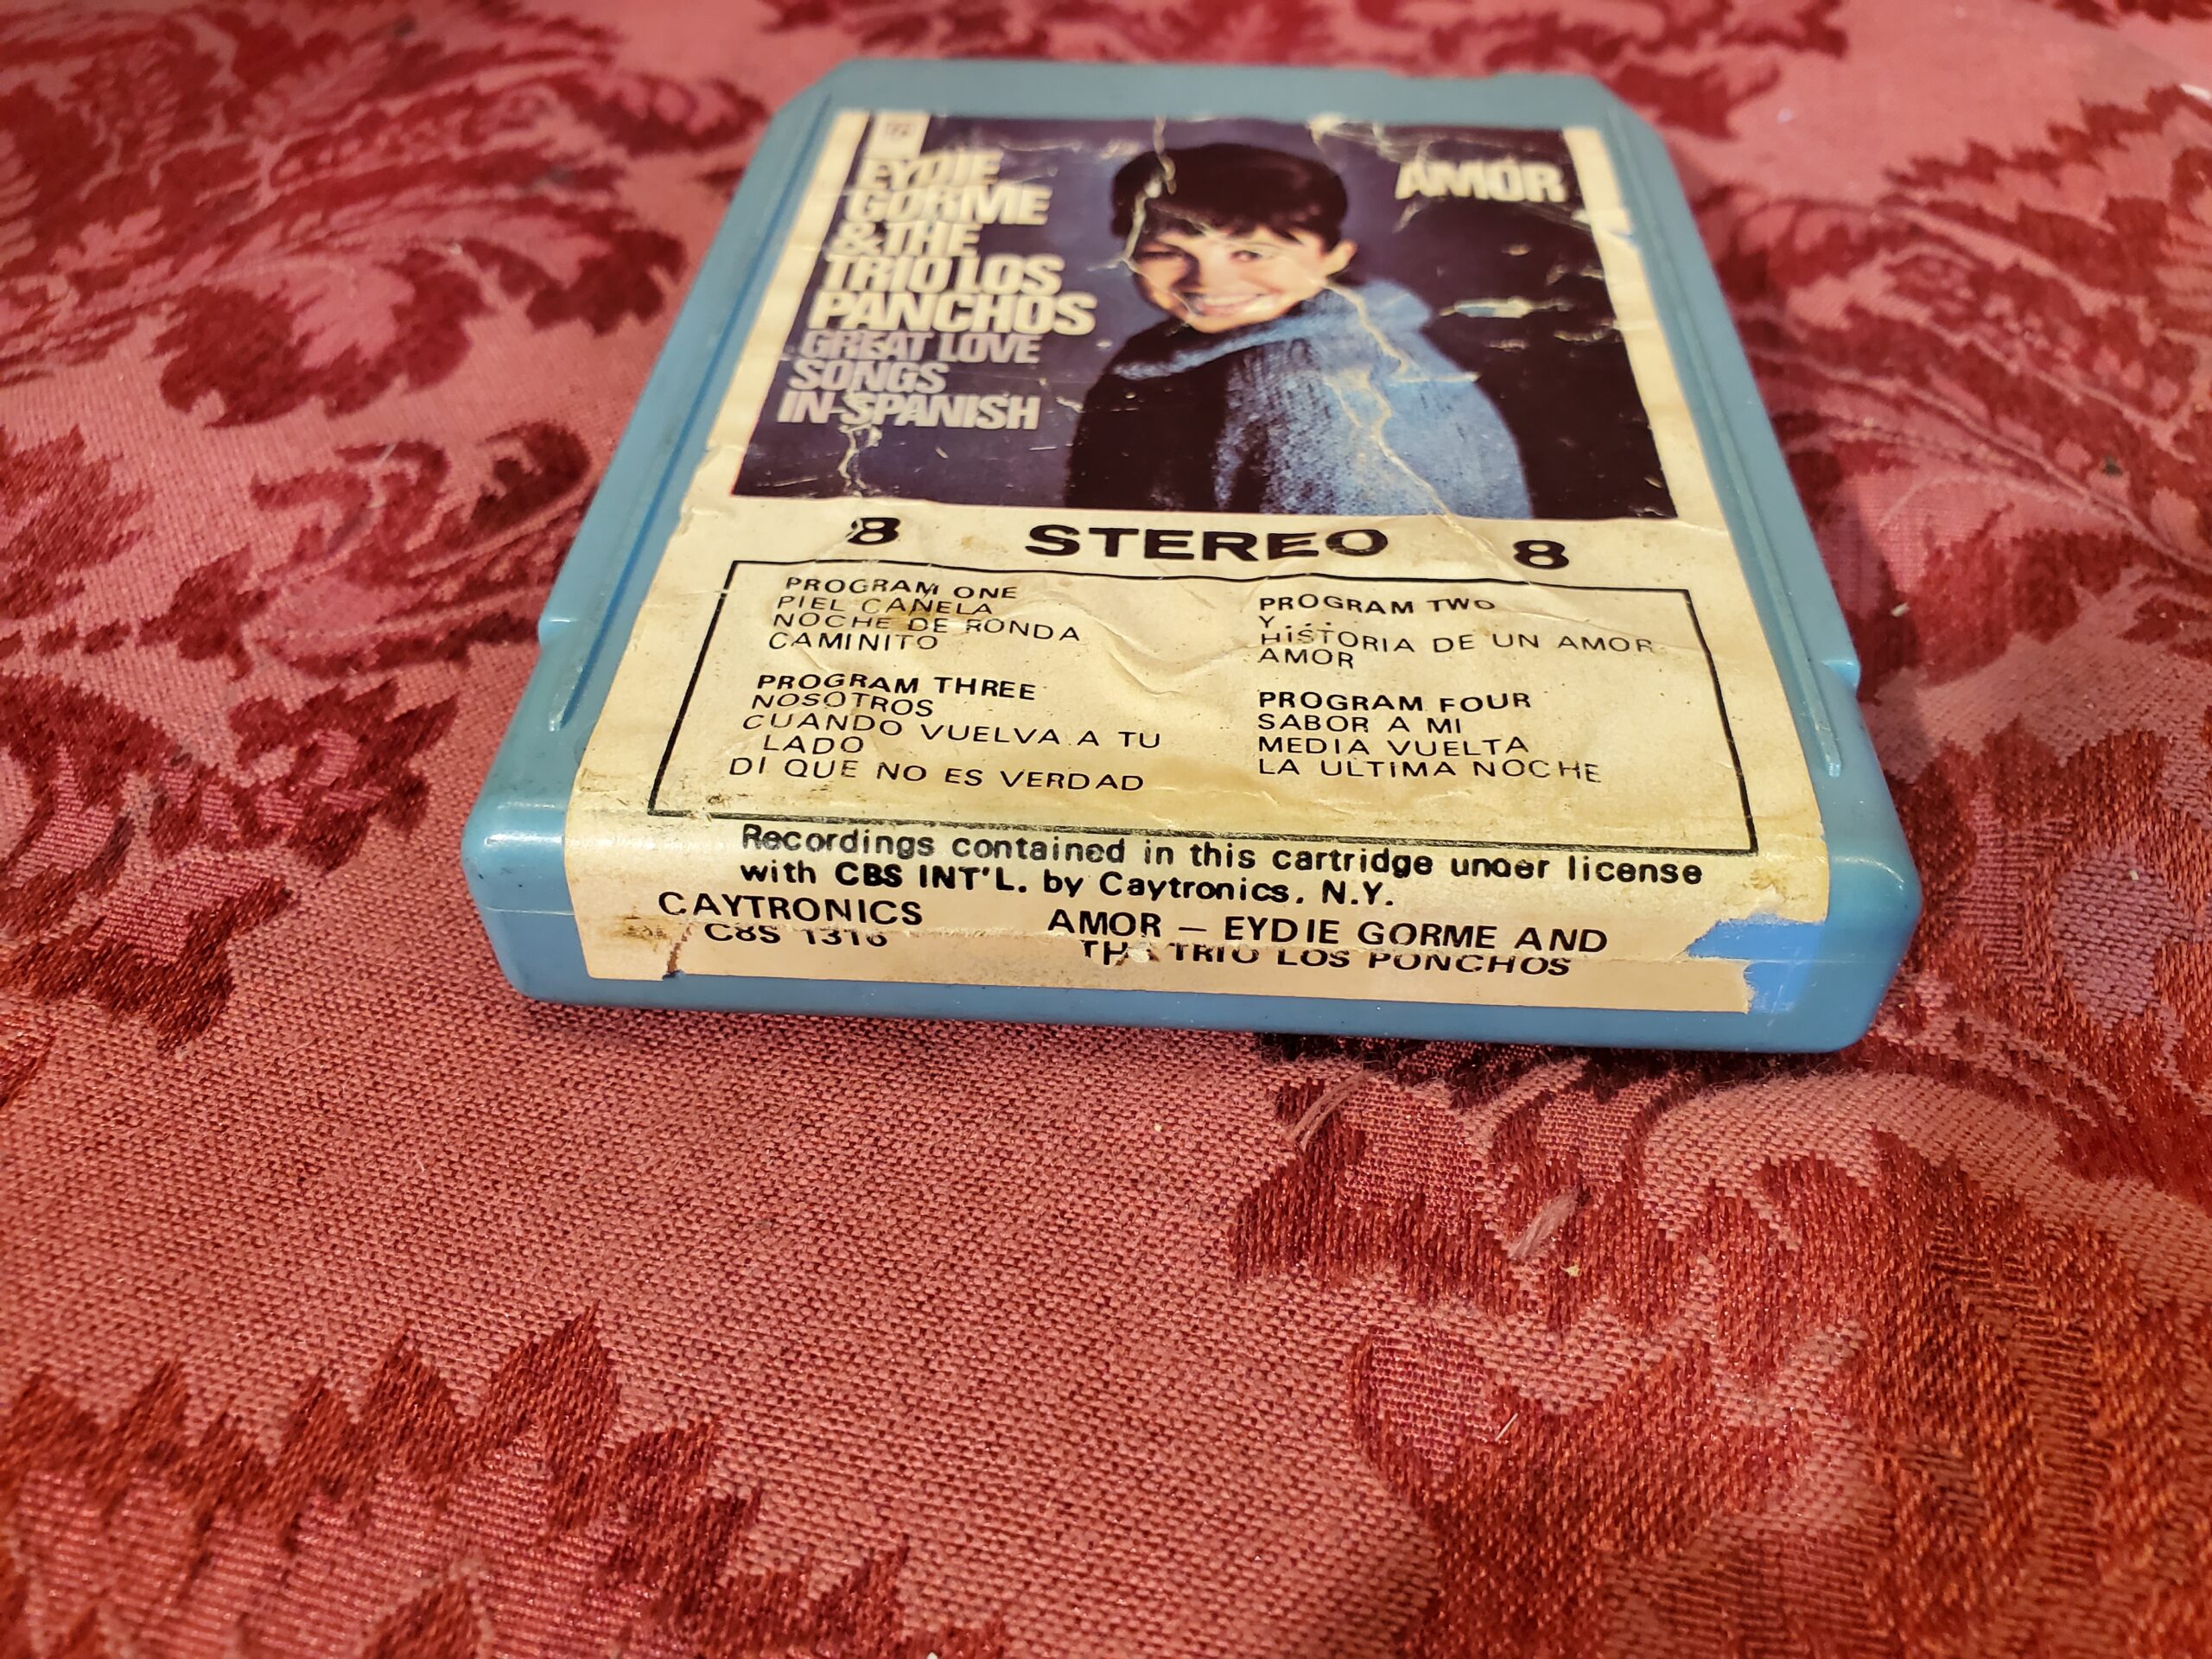 EYDIE
GORME
& THE
TRIO LOS
PANCHOS
GREAT LOVE
SONGS
IN SPANISH
AMOR
8 STEREO 8
PROGRAM ONE
PIEL CANELA
NOCHE DE RONDA
CAMINITO
PROGRAM TWO
Y...
HISTORIA DE UN AMOR
AMOR
PROGRAM THREE
NOSOTROS
CUANDO VUELVA A TU
LADO
DI QUE NO ES VERDAD
PROGRAM FOUR
SABOR A MI
MEDIA VUELTA
LA ULTIMA NOCHE
Recordings contained in this cartridge under license
with CBS INT'L. by Caytronics, N.Y.
CAYTRONICS
C8S 1316
AMOR — EYDIE GORME AND
TRIO LOS PONCHOS